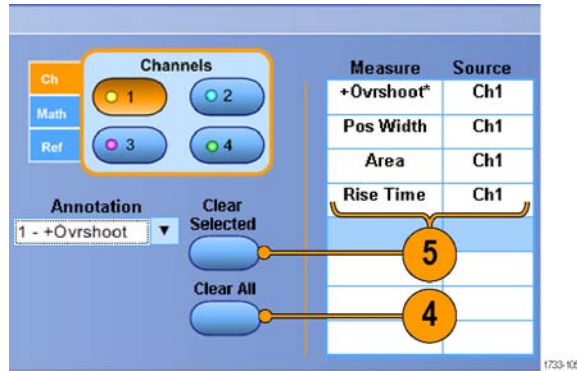 Ch
Math
Ref
Channels
1
2
3
4
Annotation
1 - +Ovrshoot
Clear
Selected
Clear All
Measure Source
+Ovrshoot* Ch1
Pos Width Ch1
Area Ch1
Rise Time Ch1
5
4
1733-105